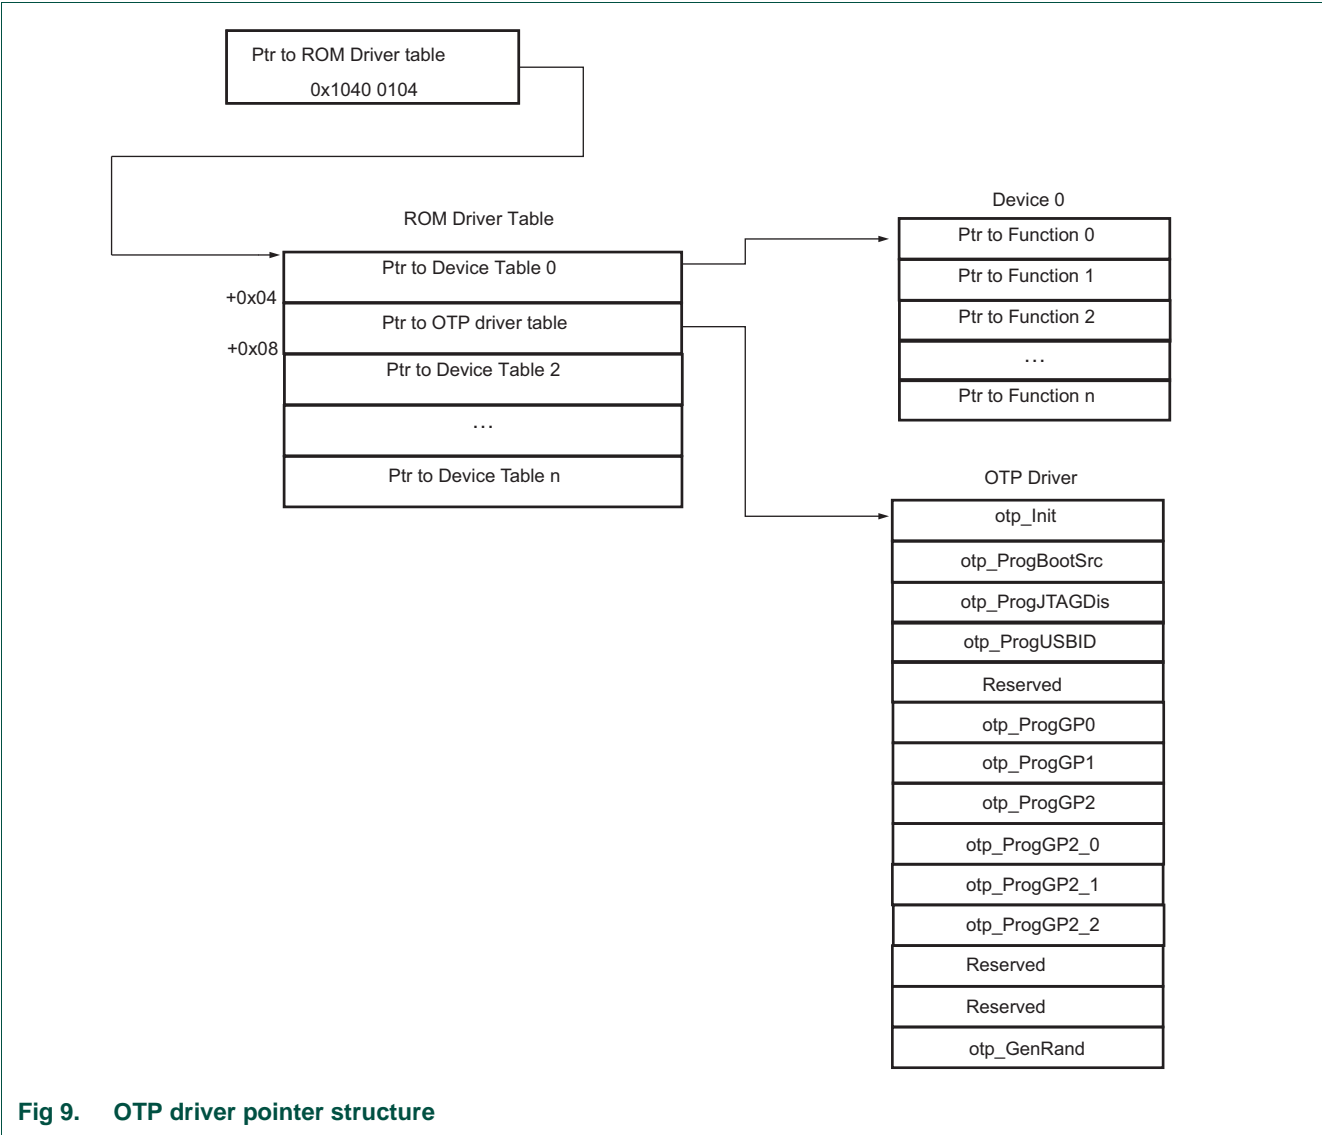 Ptr to ROM Driver table
0x1040 0104
ROM Driver Table
Ptr to Device Table 0
+0x04
Ptr to OTP driver table
+0x08
Ptr to Device Table 2
...
Ptr to Device Table n
Device 0
Ptr to Function 0
Ptr to Function 1
Ptr to Function 2
...
Ptr to Function n
OTP Driver
otp_Init
otp_ProgBootSrc
otp_ProgJTAGDis
otp_ProgUSBID
Reserved
otp_ProgGP0
otp_ProgGP1
otp_ProgGP2
otp_ProgGP2_0
otp_ProgGP2_1
otp_ProgGP2_2
Reserved
Reserved
otp_GenRand
Fig 9. OTP driver pointer structure